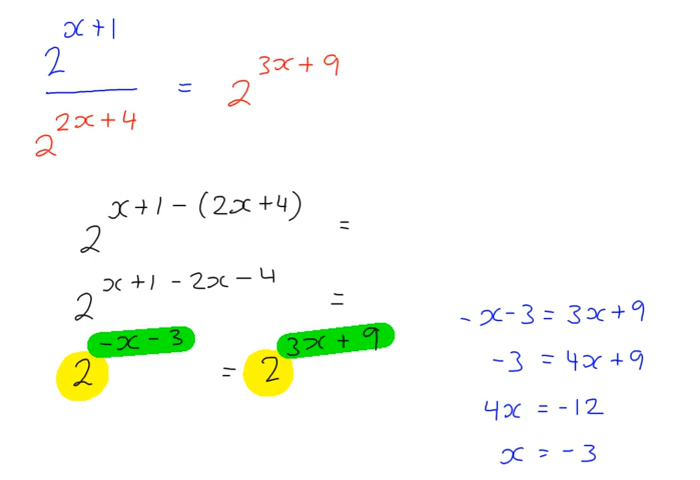 2^(x+1) / 2^(2x+4) = 2^(3x+9)
2^(x+1-(2x+4)) =
2^(x+1-2x-4) =
2^(-x-3) = 2^(3x+9)
-x-3 = 3x+9
-3 = 4x+9
4x = -12
x = -3